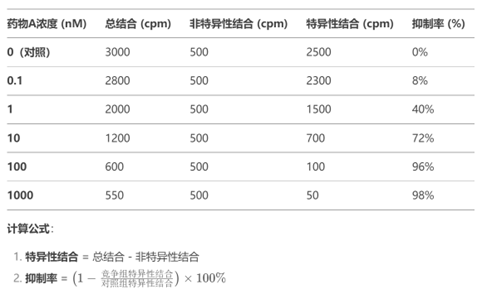 药物A浓度 (nM) 总结合 (cpm) 非特异性结合 (cpm) 特异性结合 (cpm) 抑制率 (%)
0（对照） 3000 500 2500 0%
0.1 2800 500 2300 8%
1 2000 500 1500 40%
10 1200 500 700 72%
100 600 500 100 96%
1000 550 500 50 98%
计算公式：
1. 特异性结合 = 总结合 - 非特异性结合
2. 抑制率 = (1 − 竞争组特异性结合/对照组特异性结合) × 100%